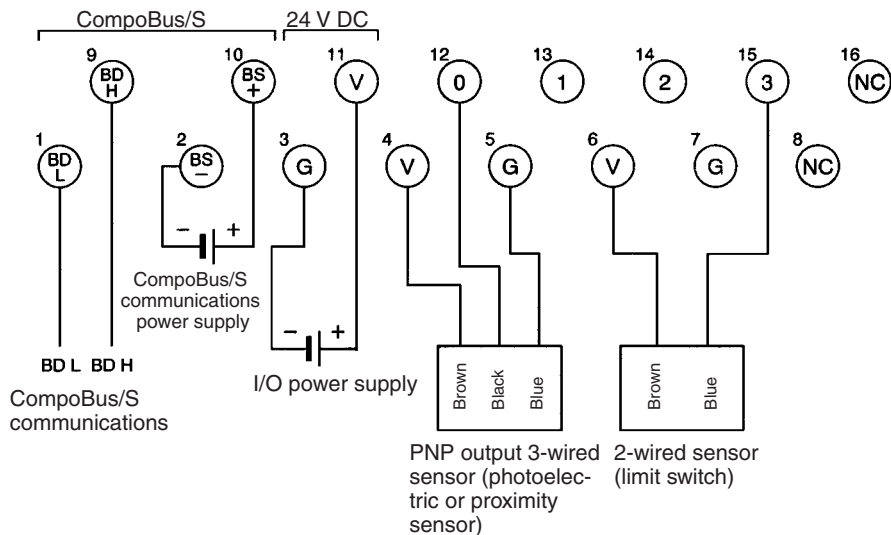 CompoBus/S
24 V DC
9
BD
H
10
BS
+
11
V
12
0
13
1
14
2
15
3
16
NC
1
BD
L
2
BS
−
3
G
4
V
5
G
6
V
7
G
8
NC
− +
CompoBus/S
communications
power supply
− +
I/O power supply
BD L BD H
CompoBus/S
communications
Brown
Black
Blue
Brown
Blue
PNP output 3-wired
sensor (photoelec-
tric or proximity
sensor)
2-wired sensor
(limit switch)